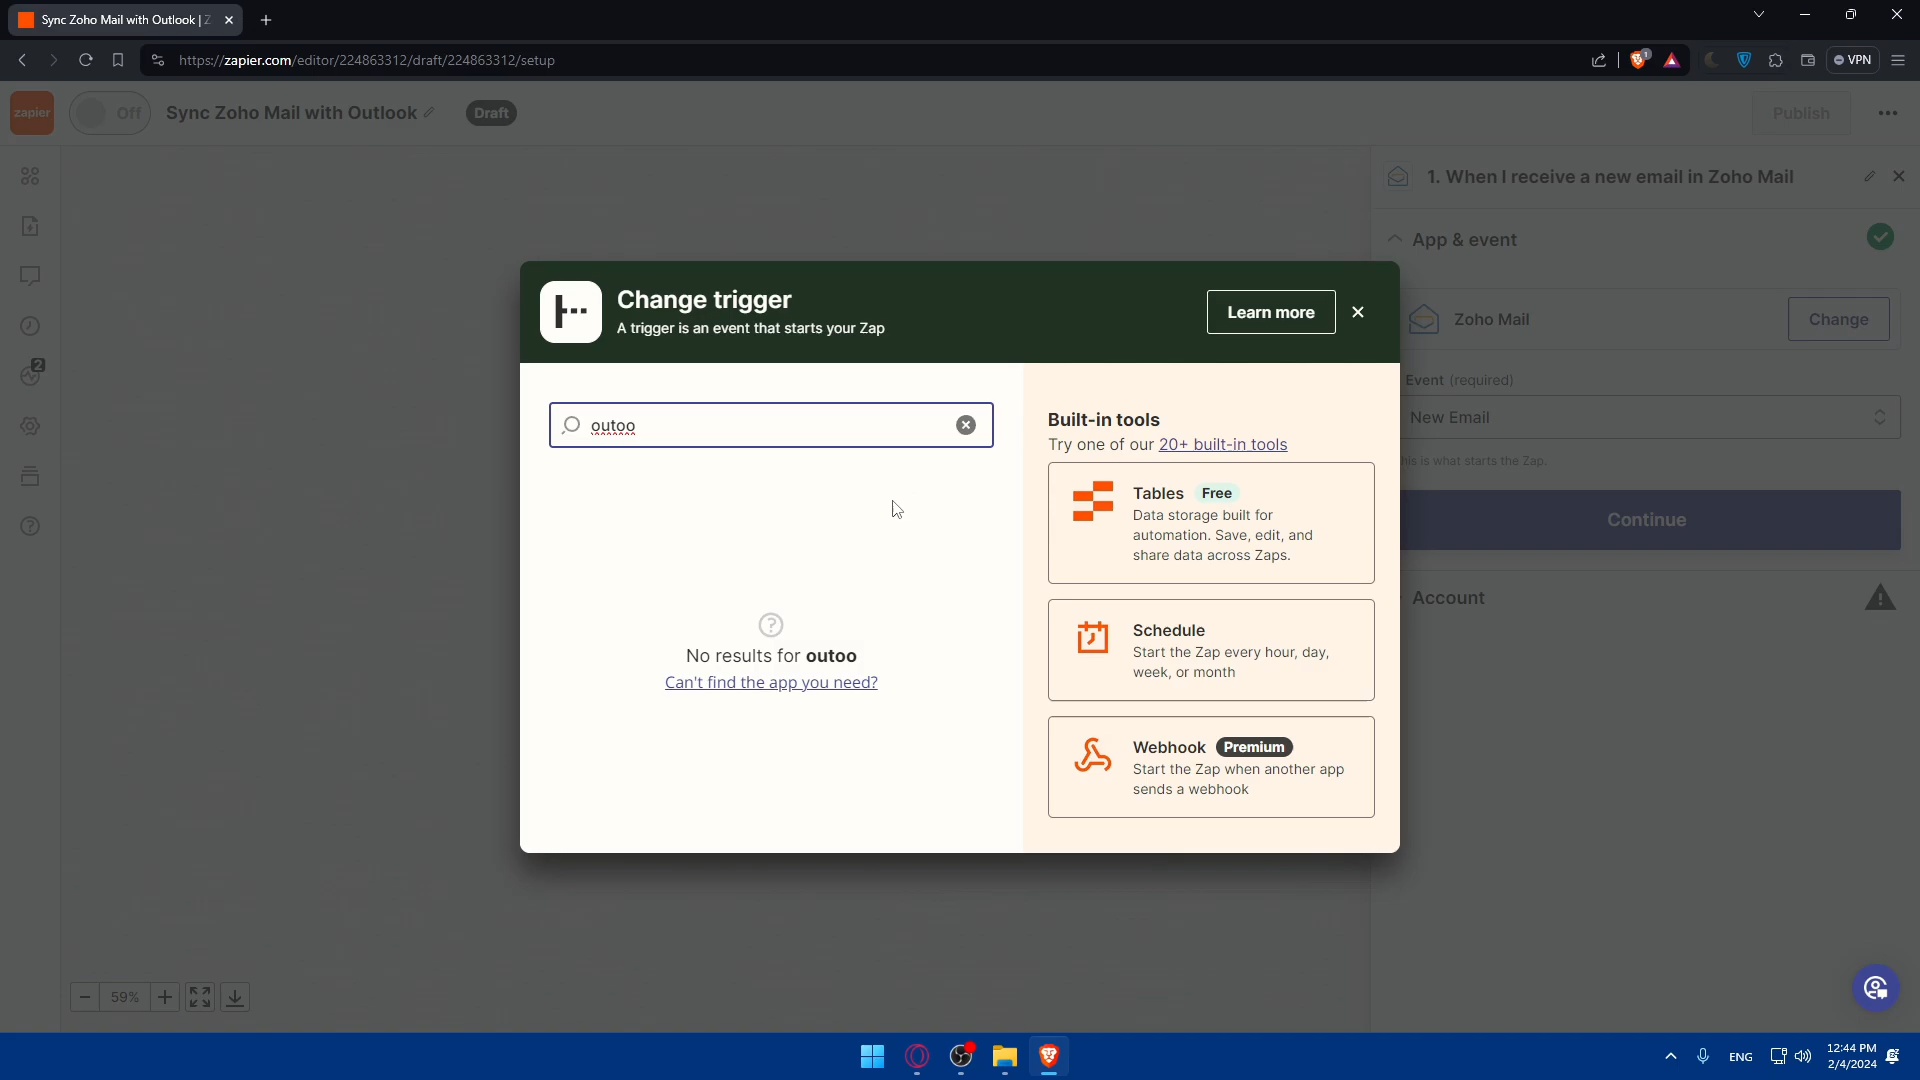 Sync Zoho Mail with Outlook | Z
https://zapier.com/editor/224863312/draft/224863312/setup
1
VPN
zapier
Off
Sync Zoho Mail with Outlook
Draft
Publish
1. When I receive a new email in Zoho Mail
App & event
Zoho Mail
Change
Event (required)
New Email
his is what starts the Zap.
Continue
Account
2
Change trigger
A trigger is an event that starts your Zap
Learn more
outoo
No results for outoo
Can't find the app you need?
Built-in tools
Try one of our 20+ built-in tools
Tables Free
Data storage built for
automation. Save, edit, and
share data across Zaps.
Schedule
Start the Zap every hour, day,
week, or month
Webhook Premium
Start the Zap when another app
sends a webhook
59%
ENG
12:44 PM
2/4/2024